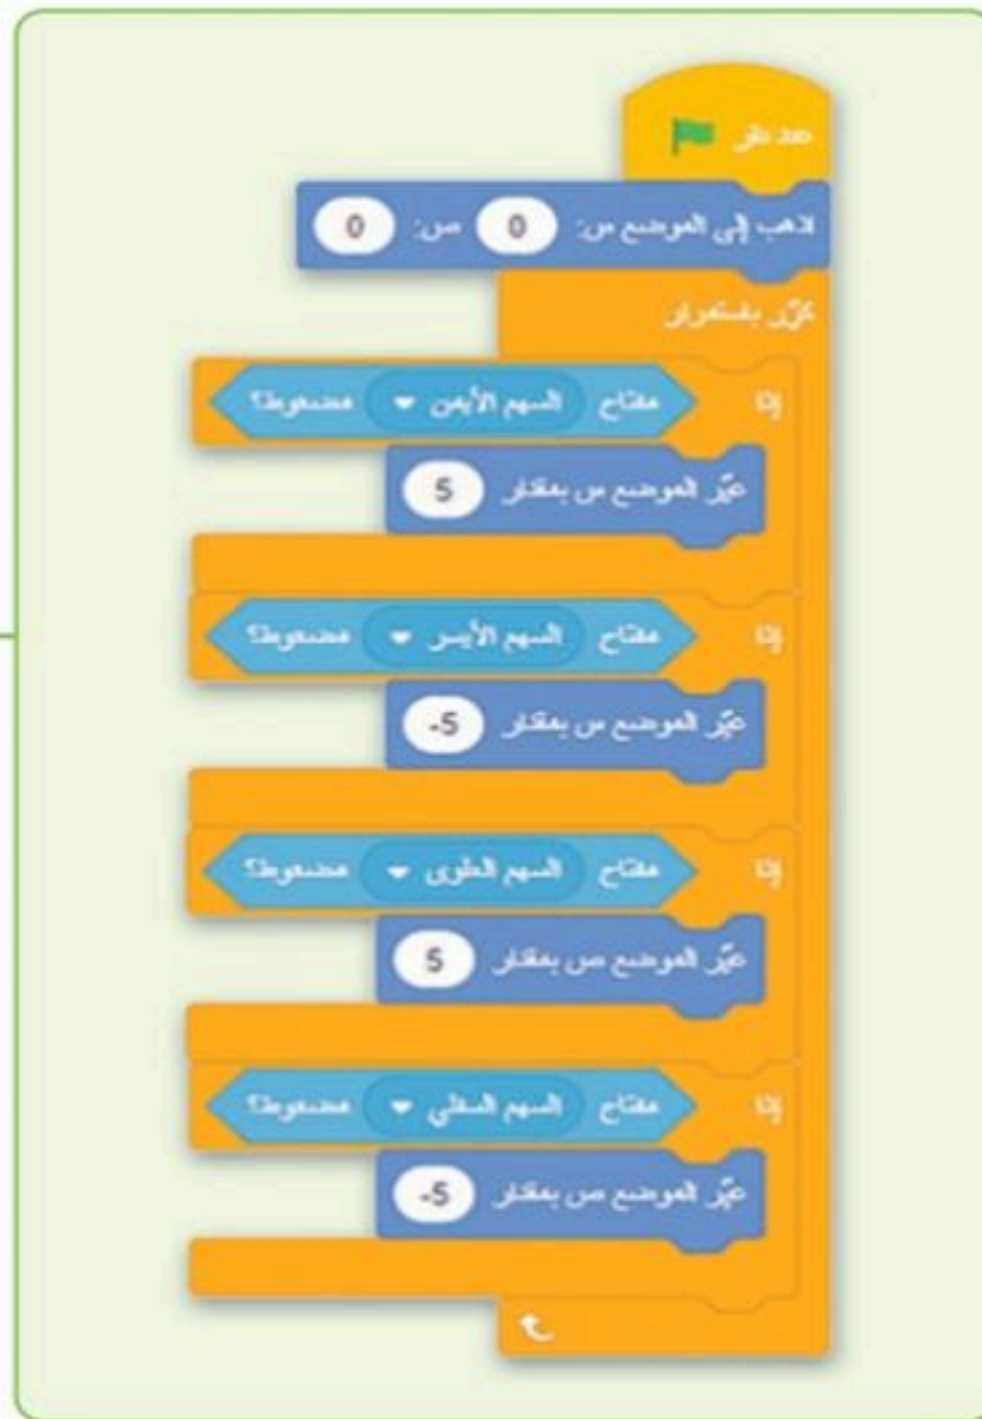 عند نقر
اذهب إلى الموضع س: 0 ص: 0
كرّر باستمرار
إذا مفتاح السهم الأيمن مضغوط؟
غيّر الموضع س بمقدار 5
إذا مفتاح السهم الأيسر مضغوط؟
غيّر الموضع س بمقدار -5
إذا مفتاح السهم العلوي مضغوط؟
غيّر الموضع ص بمقدار 5
إذا مفتاح السهم السفلي مضغوط؟
غيّر الموضع ص بمقدار -5